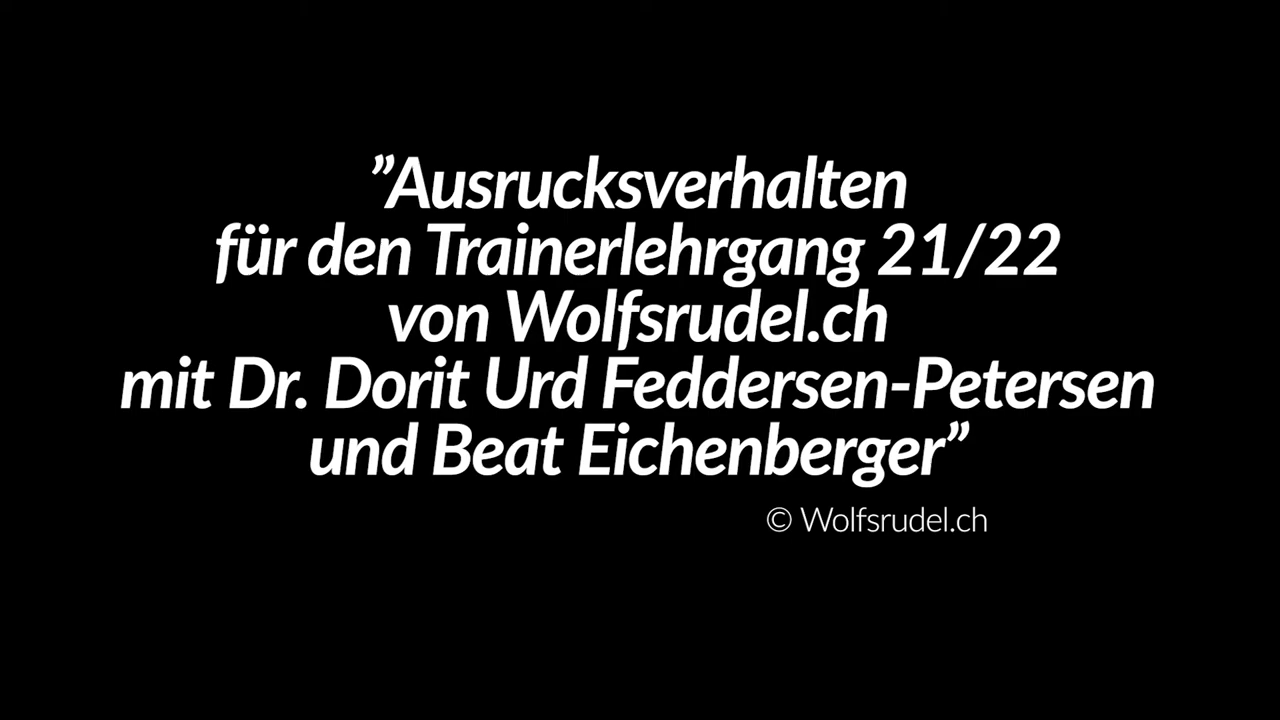 ”Ausrucksverhalten
für den Trainerlehrgang 21/22
von Wolfsrudel.ch
mit Dr. Dorit Urd Feddersen-Petersen
und Beat Eichenberger”
© Wolfsrudel.ch